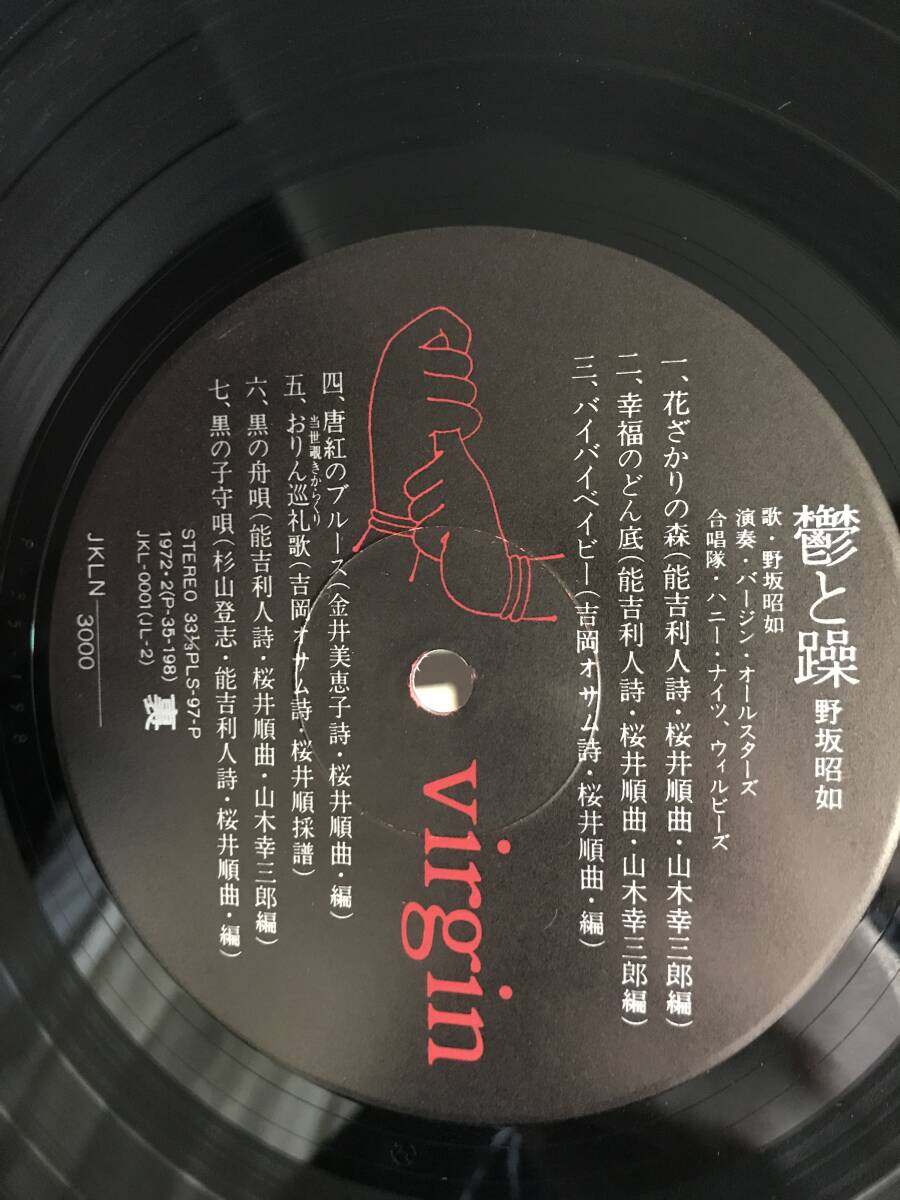 鬱と躁 野坂昭如
歌・野坂昭如
演奏・バージン・オールスターズ
合唱隊・ハニー・ナイツ、ウィルビーズ
一、花ざかりの森(能吉利人詩・桜井順曲・山木幸三郎編)
二、幸福のどん底(能吉利人詩・桜井順曲・山木幸三郎編)
三、バイバイベイビー(吉岡オサム詩・桜井順曲・編)
virgin
四、唐紅のブルース(金井美恵子詩・桜井順曲・編)
当世覗きからくり
五、おりん巡礼歌(吉岡オサム詩・桜井順採譜)
六、黒の舟唄(能吉利人詩・桜井順曲・山木幸三郎編)
七、黒の子守唄(杉山登志・能吉利人詩・桜井順曲・編)
STEREO 33⅓ PLS-97-P
1972・2(P・35-198)
JKL-0001(JL-2)
裏
JKLN 3000